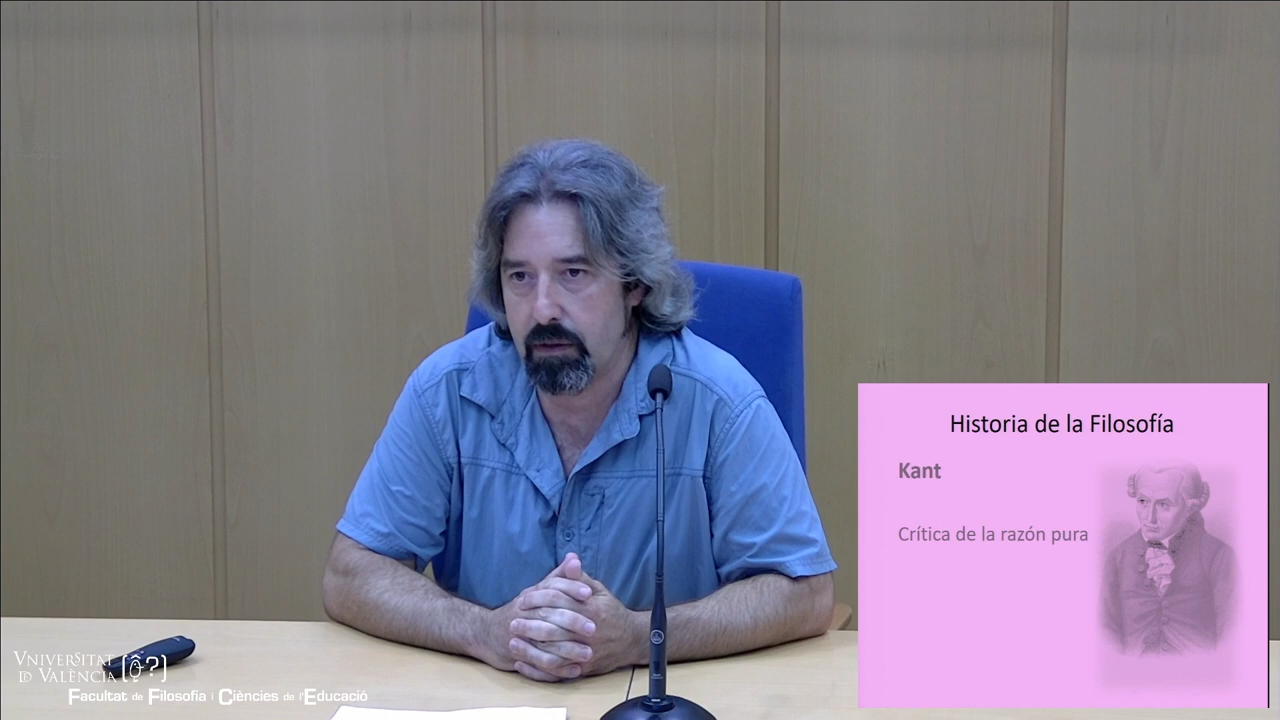 Historia de la Filosofía
Kant
Crítica de la razón pura
VNIVERSITAT
ID VALÈNCIA [ô?]
Facultat de Filosofia i Ciències de l'Educació